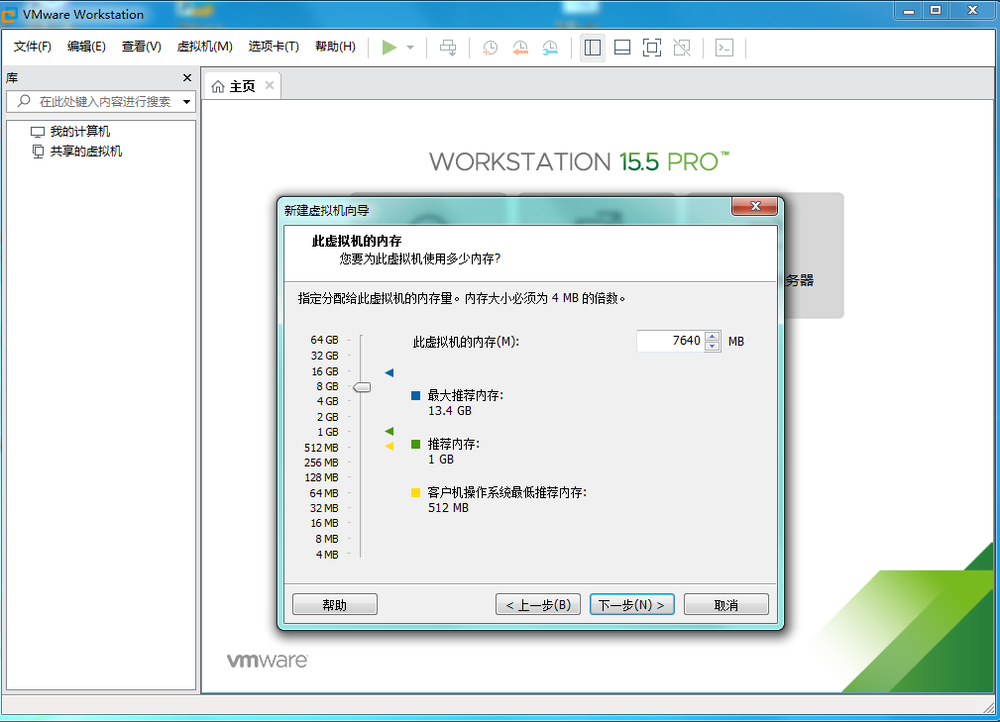 VMware Workstation
文件(F) 编辑(E) 查看(V) 虚拟机(M) 选项卡(T) 帮助(H)
库
在此处键入内容进行搜索
我的计算机
共享的虚拟机
主页
WORKSTATION 15.5 PRO™
务器
新建虚拟机向导
此虚拟机的内存
您要为此虚拟机使用多少内存?
指定分配给此虚拟机的内存量。内存大小必须为 4 MB 的倍数。
此虚拟机的内存(M): 7640 MB
64 GB
32 GB
16 GB
8 GB
4 GB
2 GB
1 GB
512 MB
256 MB
128 MB
64 MB
32 MB
16 MB
8 MB
4 MB
最大推荐内存:
13.4 GB
推荐内存:
1 GB
客户机操作系统最低推荐内存:
512 MB
帮助 < 上一步(B) 下一步(N) > 取消
vmware